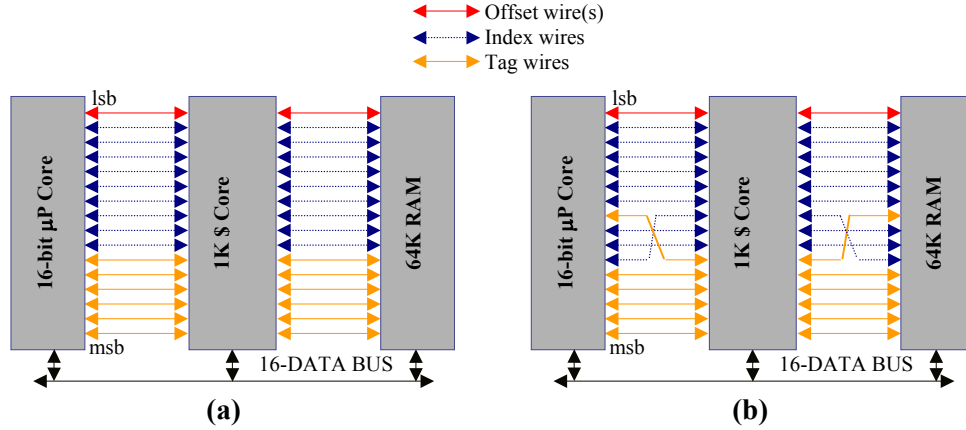 Offset wire(s)
Index wires
Tag wires
lsb
16-bit µP Core
1K $ Core
64K RAM
msb
16-DATA BUS
(a)
lsb
16-bit µP Core
1K $ Core
64K RAM
msb
16-DATA BUS
(b)